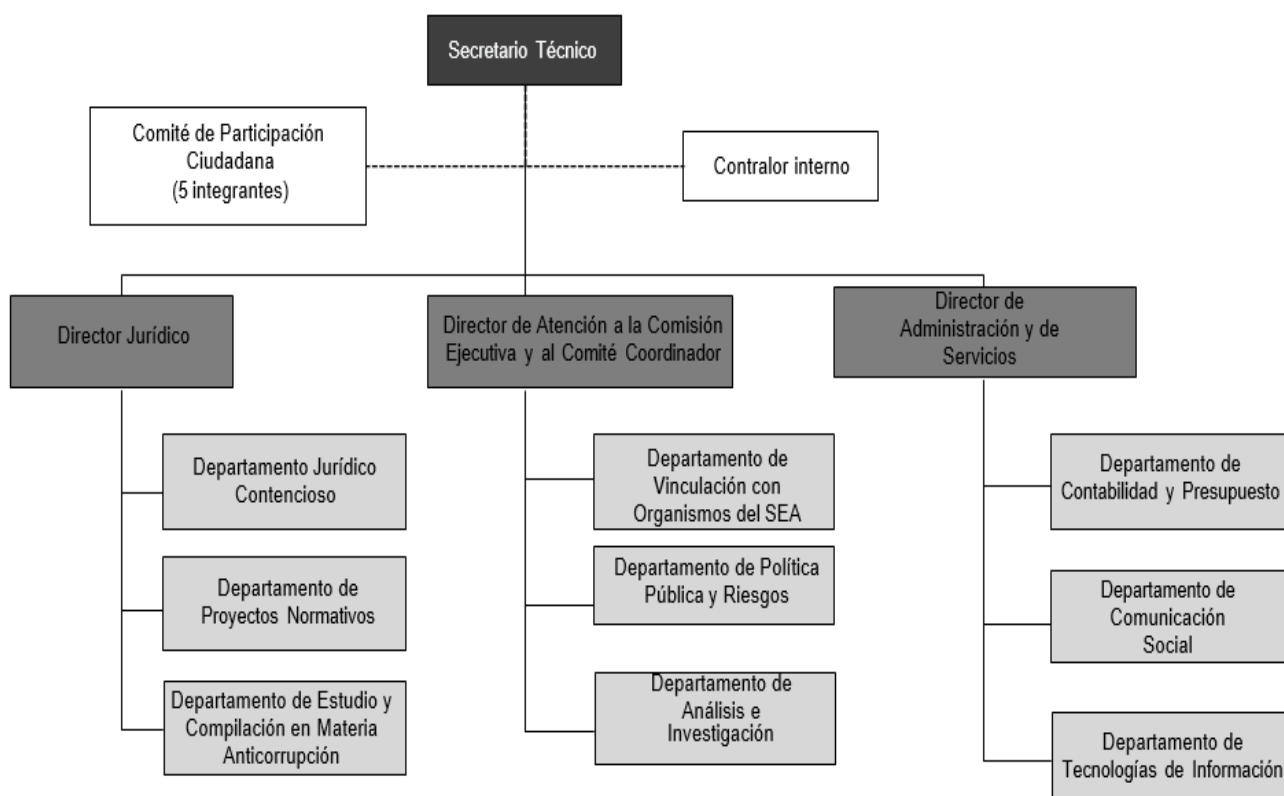 Secretario Técnico
Comité de Participación
Ciudadana
(5 integrantes)
Contralor interno
Director Jurídico
Director de Atención a la Comisión
Ejecutiva y al Comité Coordinador
Director de
Administración y de
Servicios
Departamento Jurídico
Contencioso
Departamento de
Proyectos Normativos
Departamento de Estudio y
Compilación en Materia
Anticorrupción
Departamento de
Vinculación con
Organismos del SEA
Departamento de Política
Pública y Riesgos
Departamento de
Análisis e
Investigación
Departamento de
Contabilidad y Presupuesto
Departamento de
Comunicación
Social
Departamento de
Tecnologías de Información